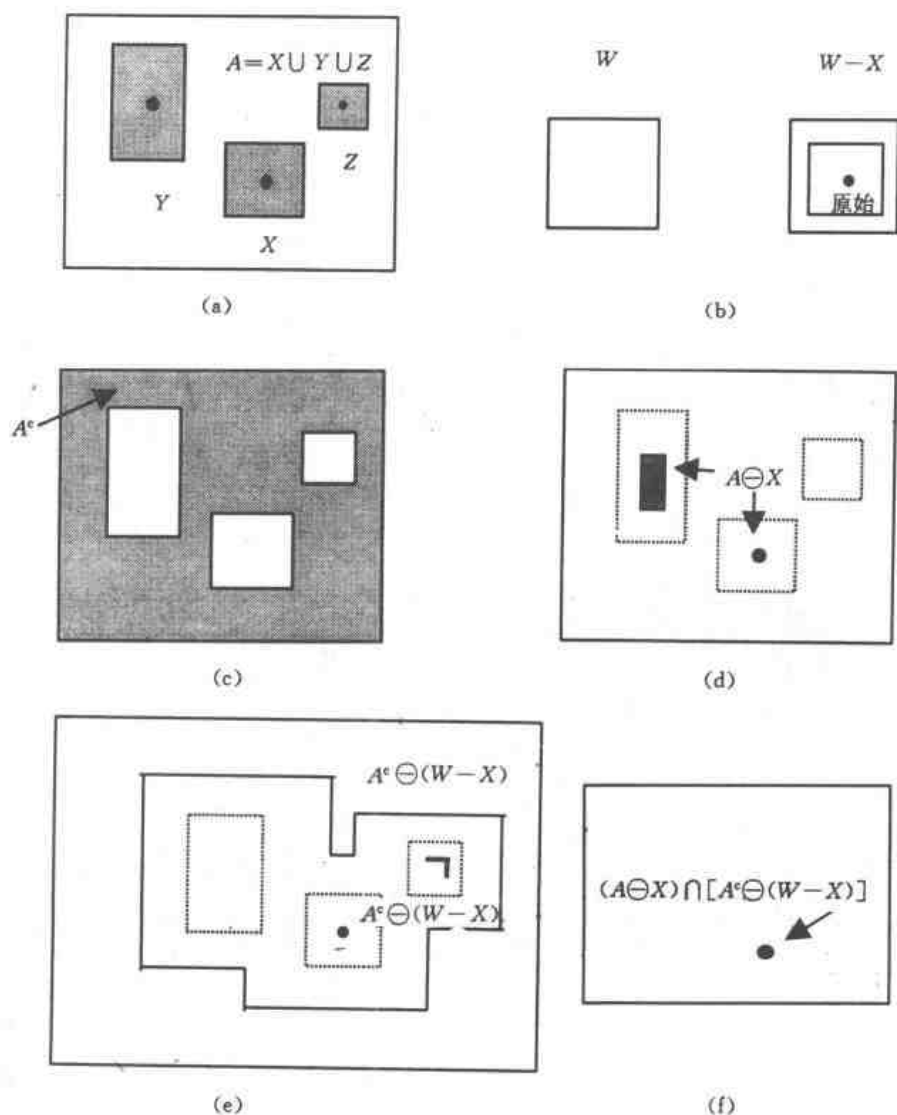 A=X∪Y∪Z
Y
X
Z
(a)
W
W−X
原始
(b)
Aᶜ
(c)
A⊖X
(d)
Aᶜ⊖(W−X)
Aᶜ⊖(W−X)
(e)
(A⊖X)∩[Aᶜ⊖(W−X)]
(f)